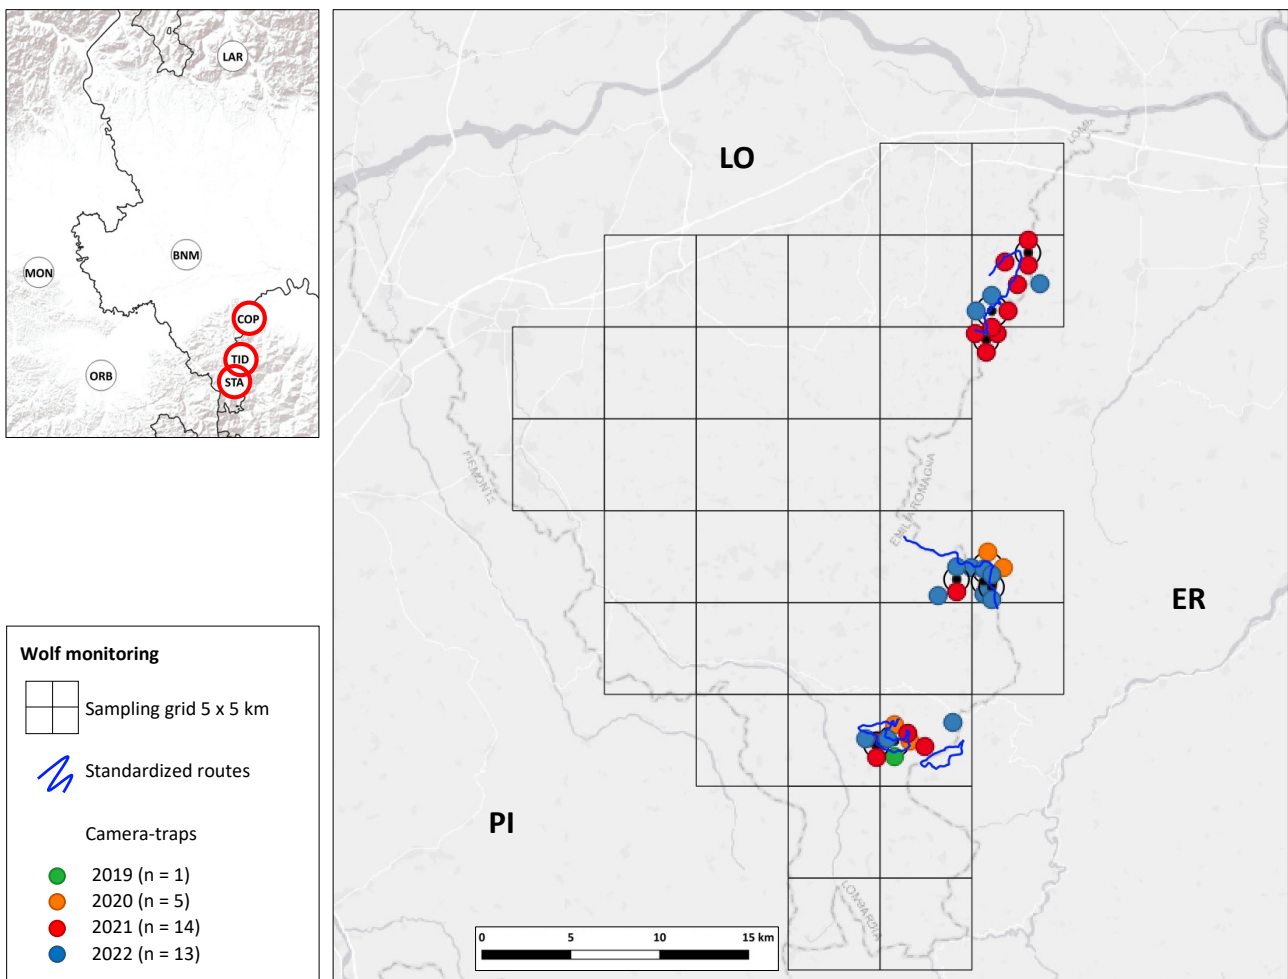 LAR
BNM
MON
COP
TID
ORB
STA
LO
ER
PI
PIEMONTE
EMILIA ROMAGNA
LOMBARDIA
Wolf monitoring
Sampling grid 5 x 5 km
Standardized routes
Camera-traps
2019 (n = 1)
2020 (n = 5)
2021 (n = 14)
2022 (n = 13)
0 5 10 15 km